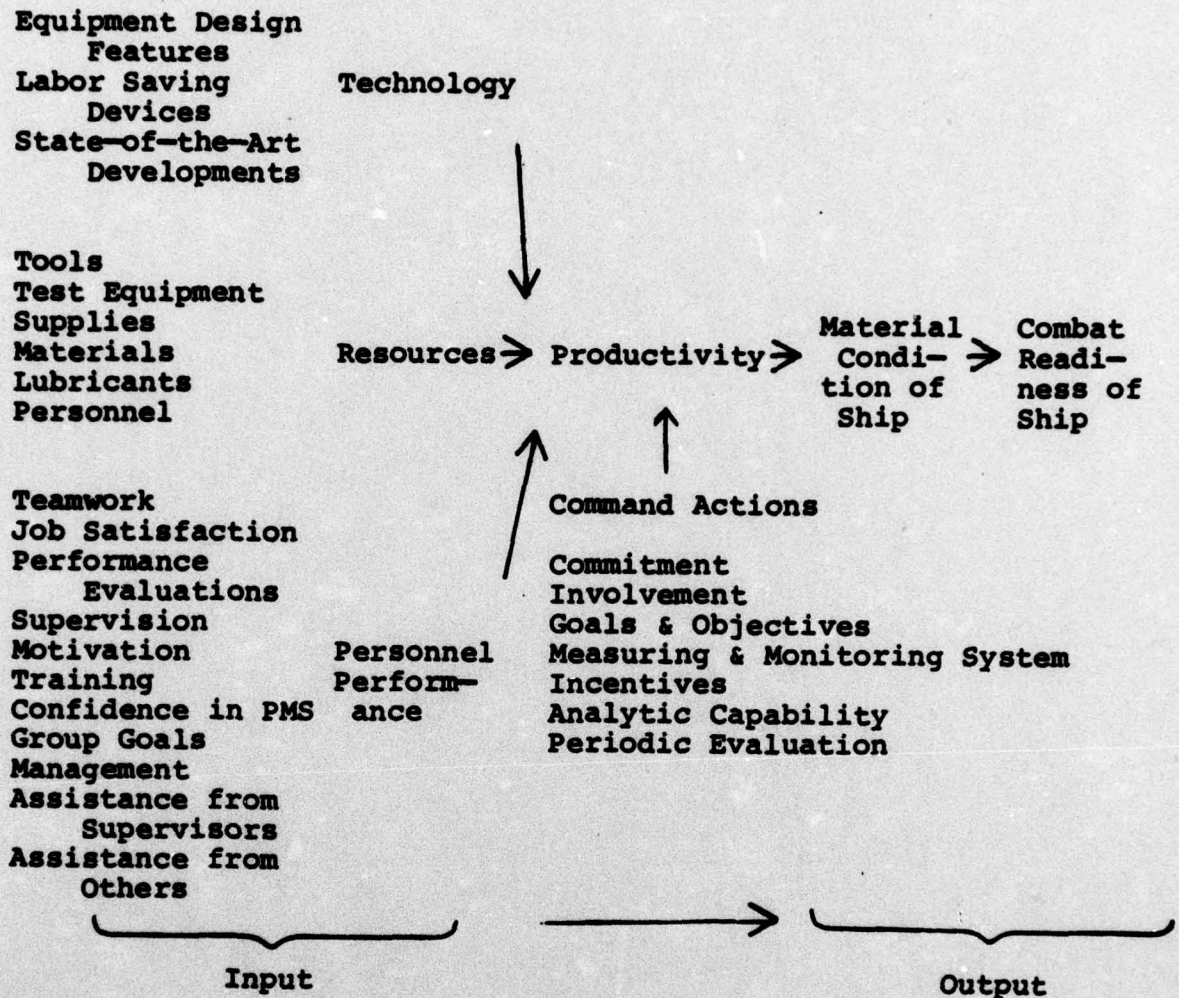 Equipment Design
Features
Labor Saving
Devices
State-of-the-Art
Developments
Technology
Tools
Test Equipment
Supplies
Materials
Lubricants
Personnel
Resources
Productivity
Material
Condi-
tion of
Ship
Combat
Readi-
ness of
Ship
Teamwork
Job Satisfaction
Performance
Evaluations
Supervision
Motivation
Training
Confidence in PMS
Group Goals
Management
Assistance from
Supervisors
Assistance from
Others
Personnel
Perform-
ance
Command Actions
Commitment
Involvement
Goals & Objectives
Measuring & Monitoring System
Incentives
Analytic Capability
Periodic Evaluation
Input
Output